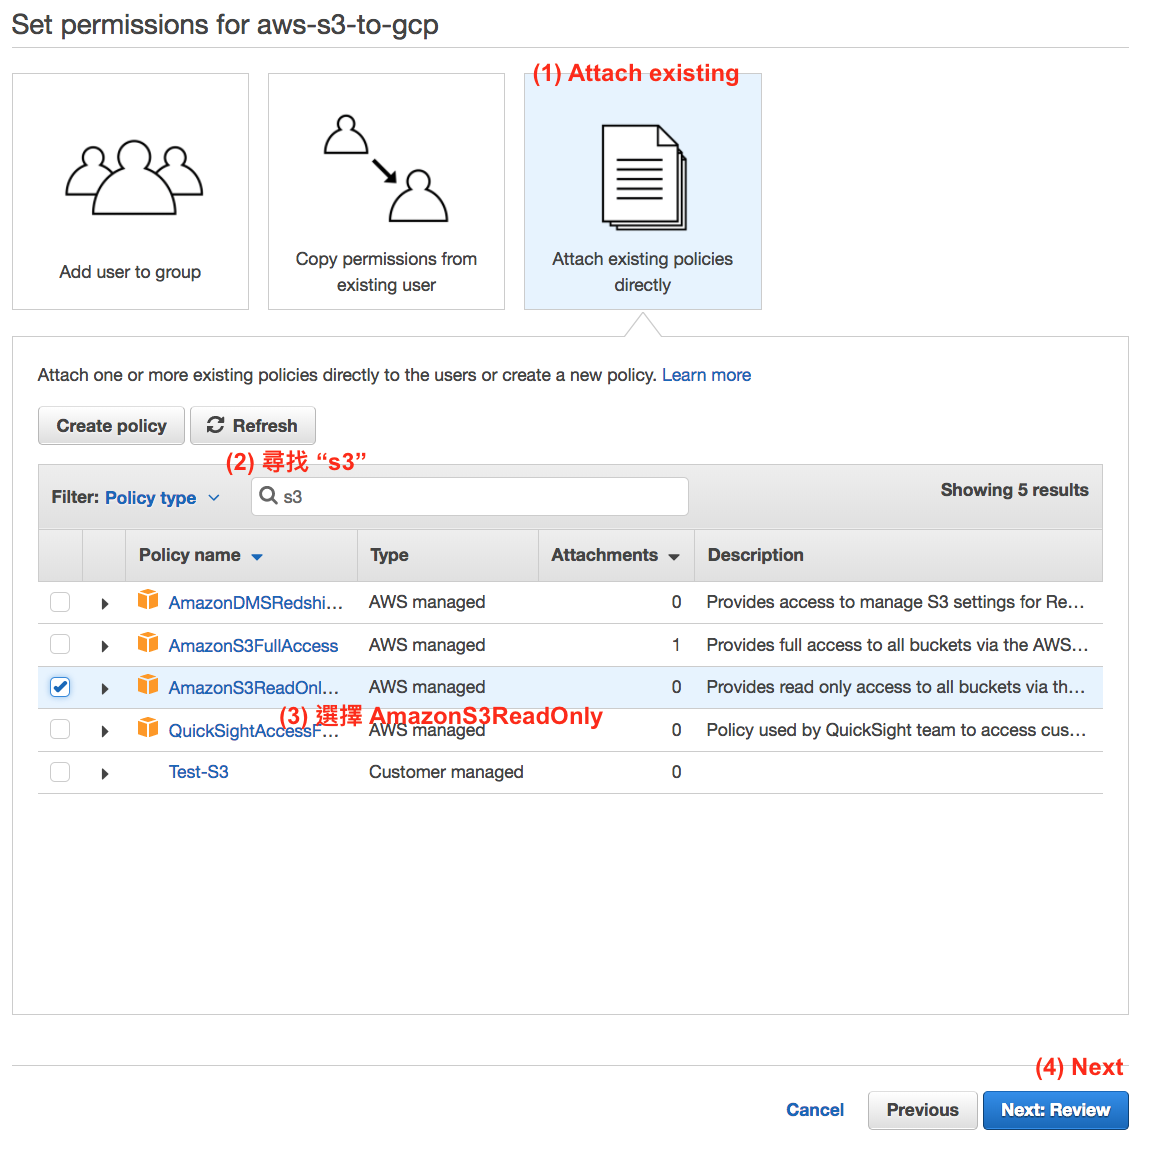 Set permissions for aws-s3-to-gcp
(1) Attach existing
Add user to group
Copy permissions from
existing user
Attach existing policies
directly
Attach one or more existing policies directly to the users or create a new policy. Learn more
Create policy Refresh
(2) 尋找 “s3”
Filter: Policy type s3 Showing 5 results
Policy name Type Attachments Description
AmazonDMSRedshi... AWS managed 0 Provides access to manage S3 settings for Re...
AmazonS3FullAccess AWS managed 1 Provides full access to all buckets via the AWS...
AmazonS3ReadOnl... AWS managed 0 Provides read only access to all buckets via th...
(3) 選擇 AmazonS3ReadOnly
QuickSightAccessF... AWS managed 0 Policy used by QuickSight team to access cus...
Test-S3 Customer managed 0
(4) Next
Cancel Previous Next: Review